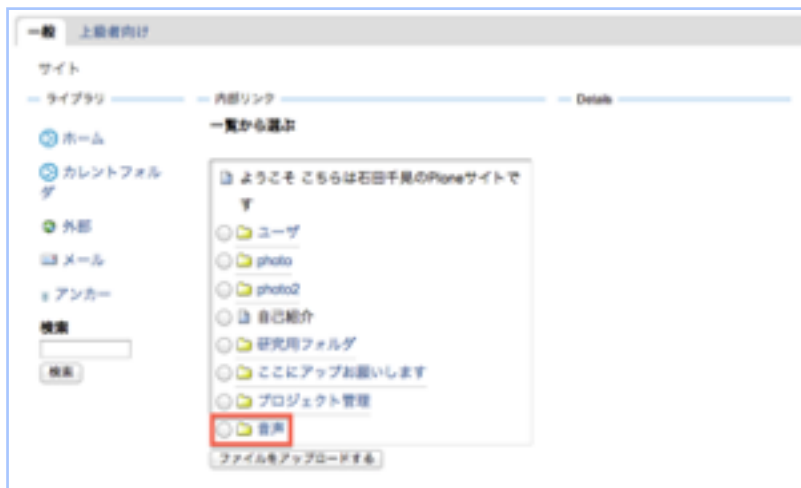 一般 上級者向け
サイト
ライブラリ 内部リンク Details
一覧から選ぶ
ホーム
カレントフォル
ダ
外部
メール
アンカー
検索
検索
ようこそ こちらは石田千晃のPloneサイトで
す
ユーザ
photo
photo2
自己紹介
研究用フォルダ
ここにアップお願いします
プロジェクト管理
音声
ファイルをアップロードする